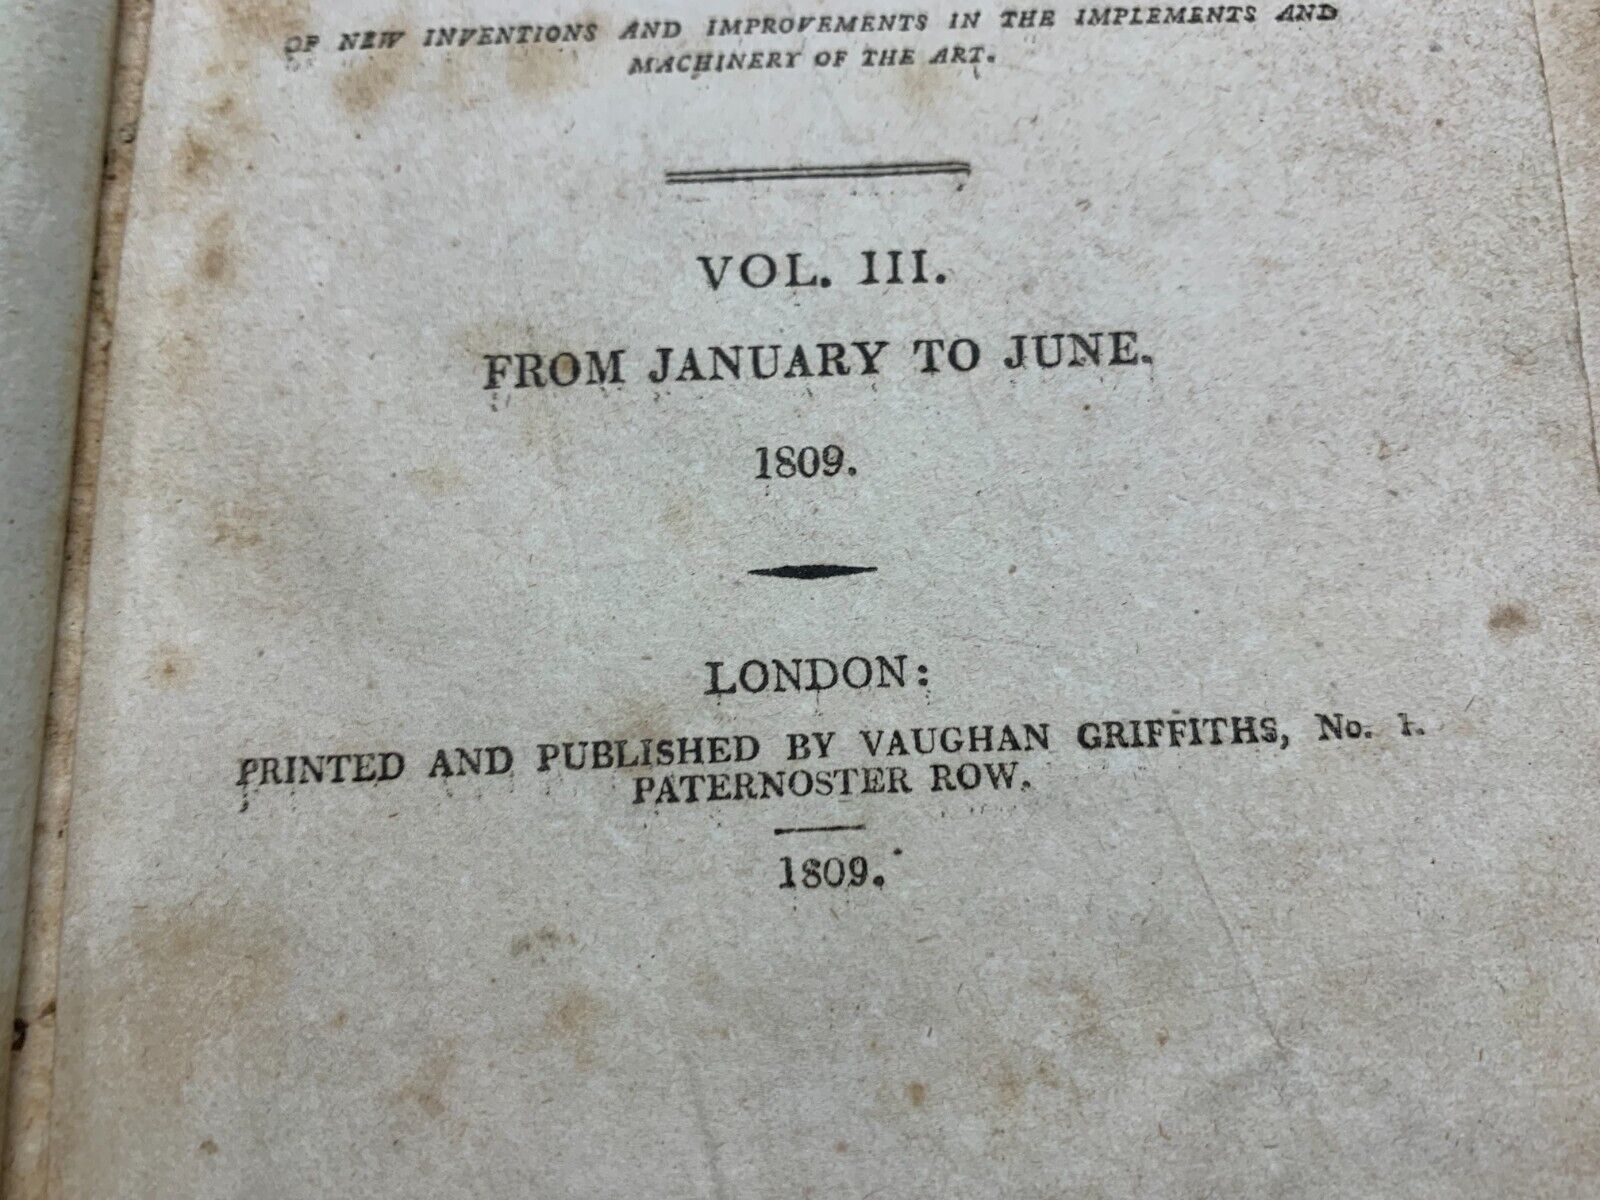 OF NEW INVENTIONS AND IMPROVEMENTS IN THE IMPLEMENTS AND
MACHINERY OF THE ART.
VOL. III.
FROM JANUARY TO JUNE.
1809.
LONDON:
PRINTED AND PUBLISHED BY VAUGHAN GRIFFITHS, No. 1.
PATERNOSTER ROW.
1809.